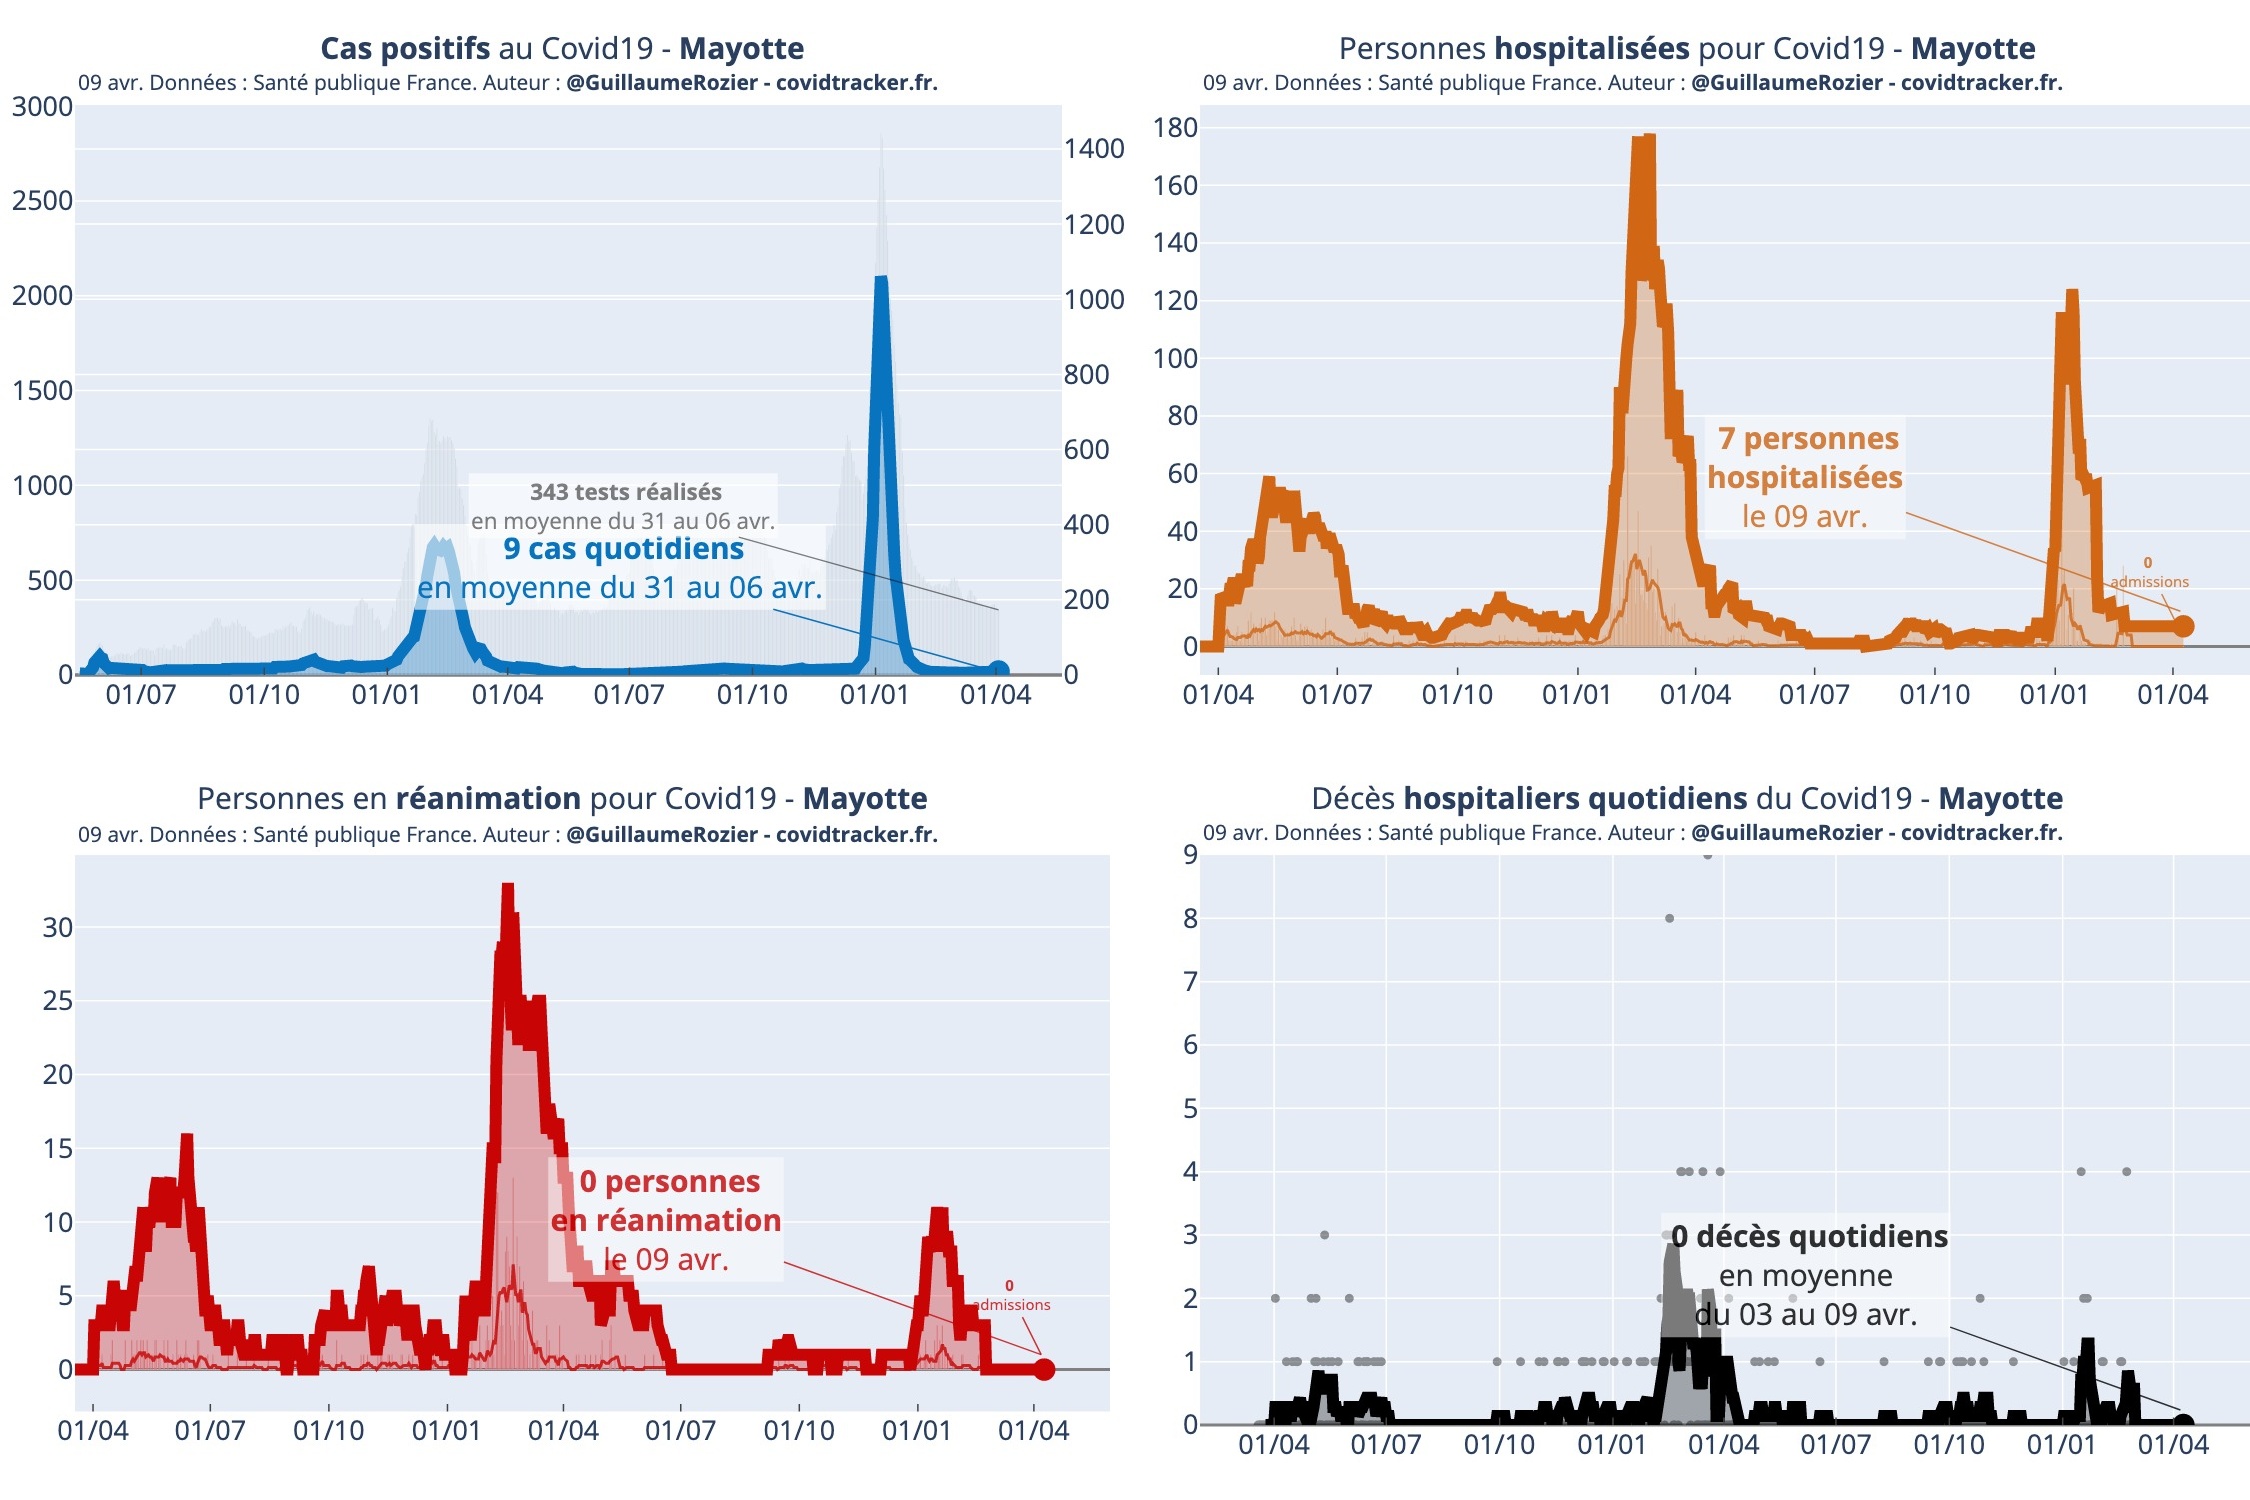 Cas positifs au Covid19 - Mayotte
09 avr. Données : Santé publique France. Auteur : @GuillaumeRozier - covidtracker.fr.
3000
2500
2000
1500
1000
500
0
1400
1200
1000
800
600
400
200
0
343 tests réalisés
en moyenne du 31 au 06 avr.
9 cas quotidiens
en moyenne du 31 au 06 avr.
01/07 01/10 01/01 01/04 01/07 01/10 01/01 01/04
Personnes hospitalisées pour Covid19 - Mayotte
09 avr. Données : Santé publique France. Auteur : @GuillaumeRozier - covidtracker.fr.
180
160
140
120
100
80
60
40
20
0
7 personnes
hospitalisées
le 09 avr.
0
admissions
01/04 01/07 01/10 01/01 01/04 01/07 01/10 01/01 01/04
Personnes en réanimation pour Covid19 - Mayotte
09 avr. Données : Santé publique France. Auteur : @GuillaumeRozier - covidtracker.fr.
30
25
20
15
10
5
0
0 personnes
en réanimation
le 09 avr.
0
admissions
01/04 01/07 01/10 01/01 01/04 01/07 01/10 01/01 01/04
Décès hospitaliers quotidiens du Covid19 - Mayotte
09 avr. Données : Santé publique France. Auteur : @GuillaumeRozier - covidtracker.fr.
9
8
7
6
5
4
3
2
1
0
0 décès quotidiens
en moyenne
du 03 au 09 avr.
01/04 01/07 01/10 01/01 01/04 01/07 01/10 01/01 01/04